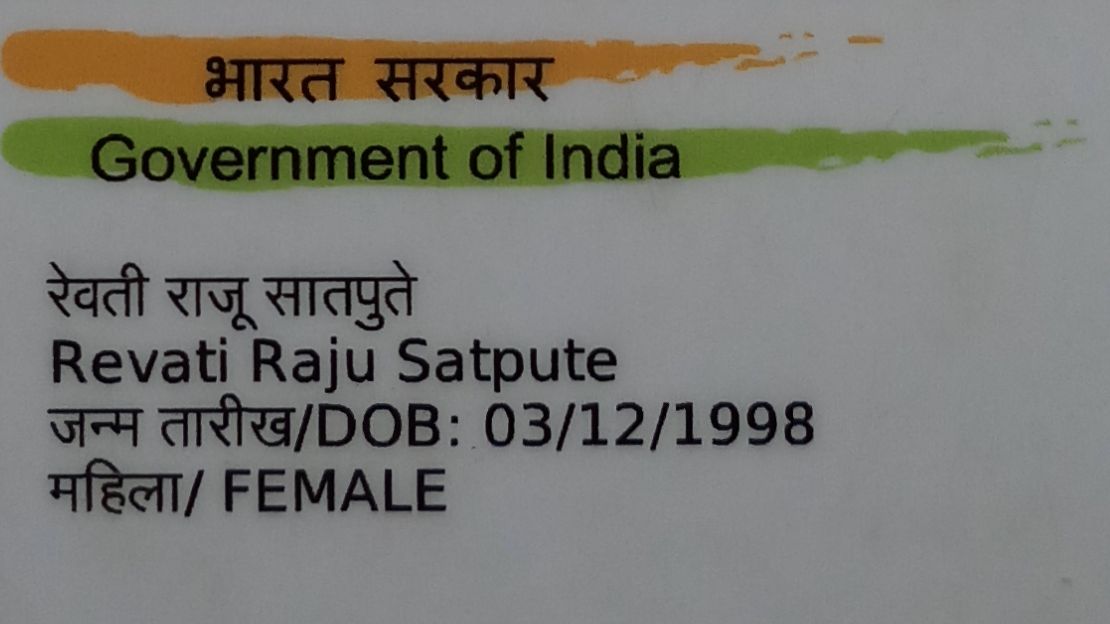 भारत सरकार
Government of India
रेवती राजू सातपुते
Revati Raju Satpute
जन्म तारीख/DOB: 03/12/1998
महिला/ FEMALE